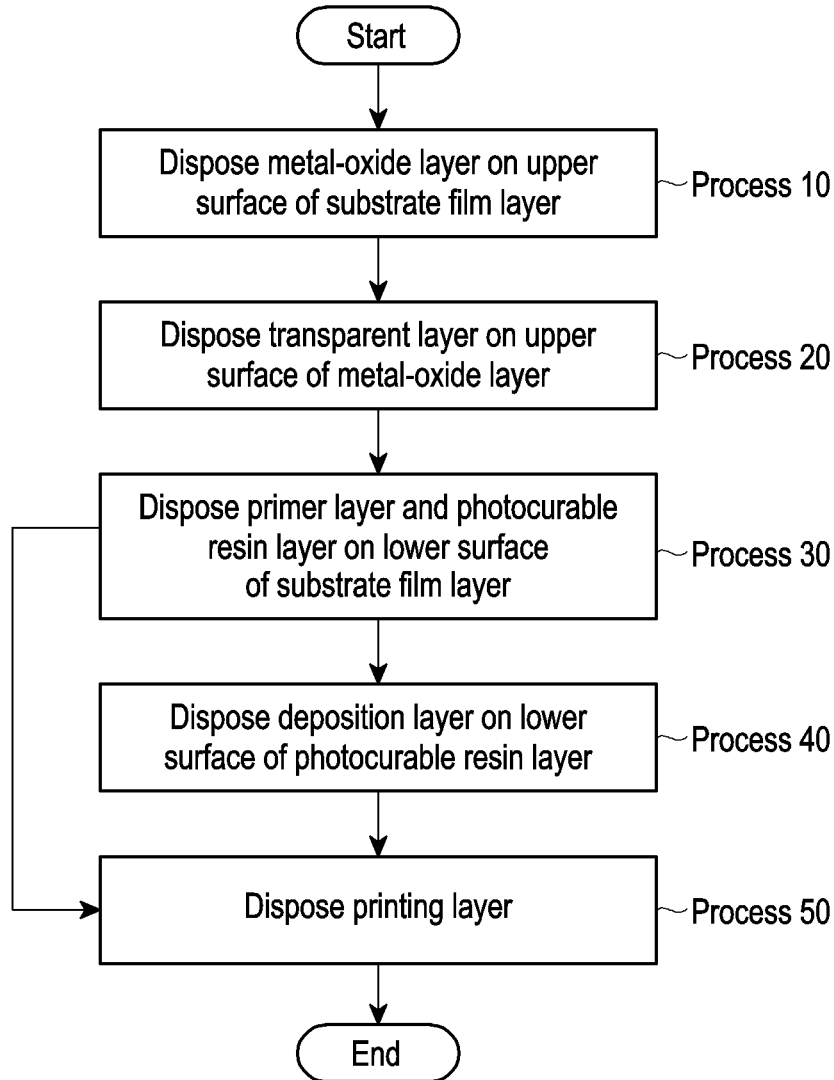 Start
Dispose metal-oxide layer on upper
surface of substrate film layer
Process 10
Dispose transparent layer on upper
surface of metal-oxide layer
Process 20
Dispose primer layer and photocurable
resin layer on lower surface
of substrate film layer
Process 30
Dispose deposition layer on lower
surface of photocurable resin layer
Process 40
Dispose printing layer
Process 50
End